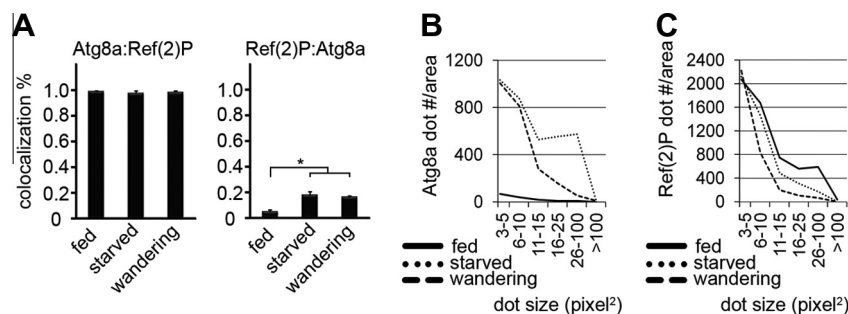 A
Atg8a:Ref(2)P
Ref(2)P:Atg8a
colocalization %
1.0
0.8
0.6
0.4
0.2
0
fed
starved
wandering
1.0
0.8
0.6
0.4
0.2
0
*
fed
starved
wandering
B
Atg8a dot #/area
1200
800
400
0
3-5
6-10
11-15
16-25
26-100
>100
fed
starved
wandering
dot size (pixel²)
C
Ref(2)P dot #/area
2400
2000
1600
1200
800
400
0
3-5
6-10
11-15
16-25
26-100
>100
fed
starved
wandering
dot size (pixel²)